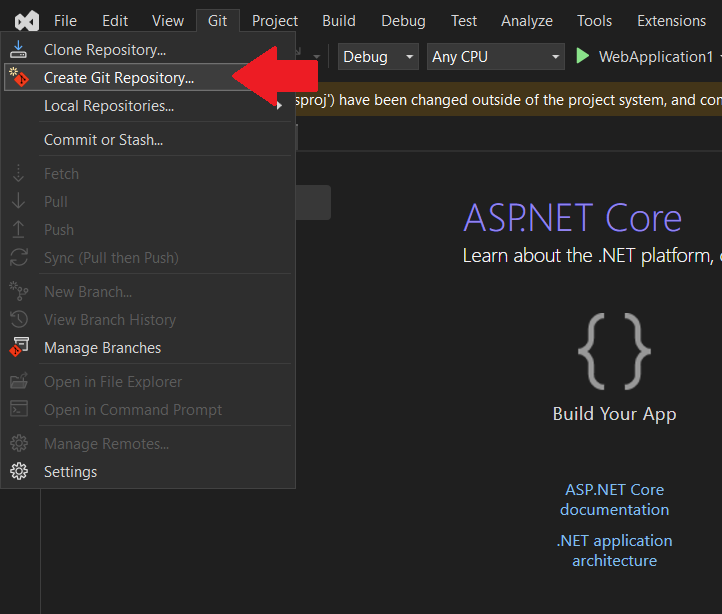 File Edit View Git Project Build Debug Test Analyze Tools Extensions
Debug Any CPU WebApplication1
sproj') have been changed outside of the project system, and
Clone Repository...
Create Git Repository...
Local Repositories...
Commit or Stash...
Fetch
Pull
Push
Sync (Pull then Push)
New Branch...
View Branch History
Manage Branches
Open in File Explorer
Open in Command Prompt
Manage Remotes...
Settings
ASP.NET Core
Learn about the .NET platform,
{ }
Build Your App
ASP.NET Core
documentation
.NET application
architecture